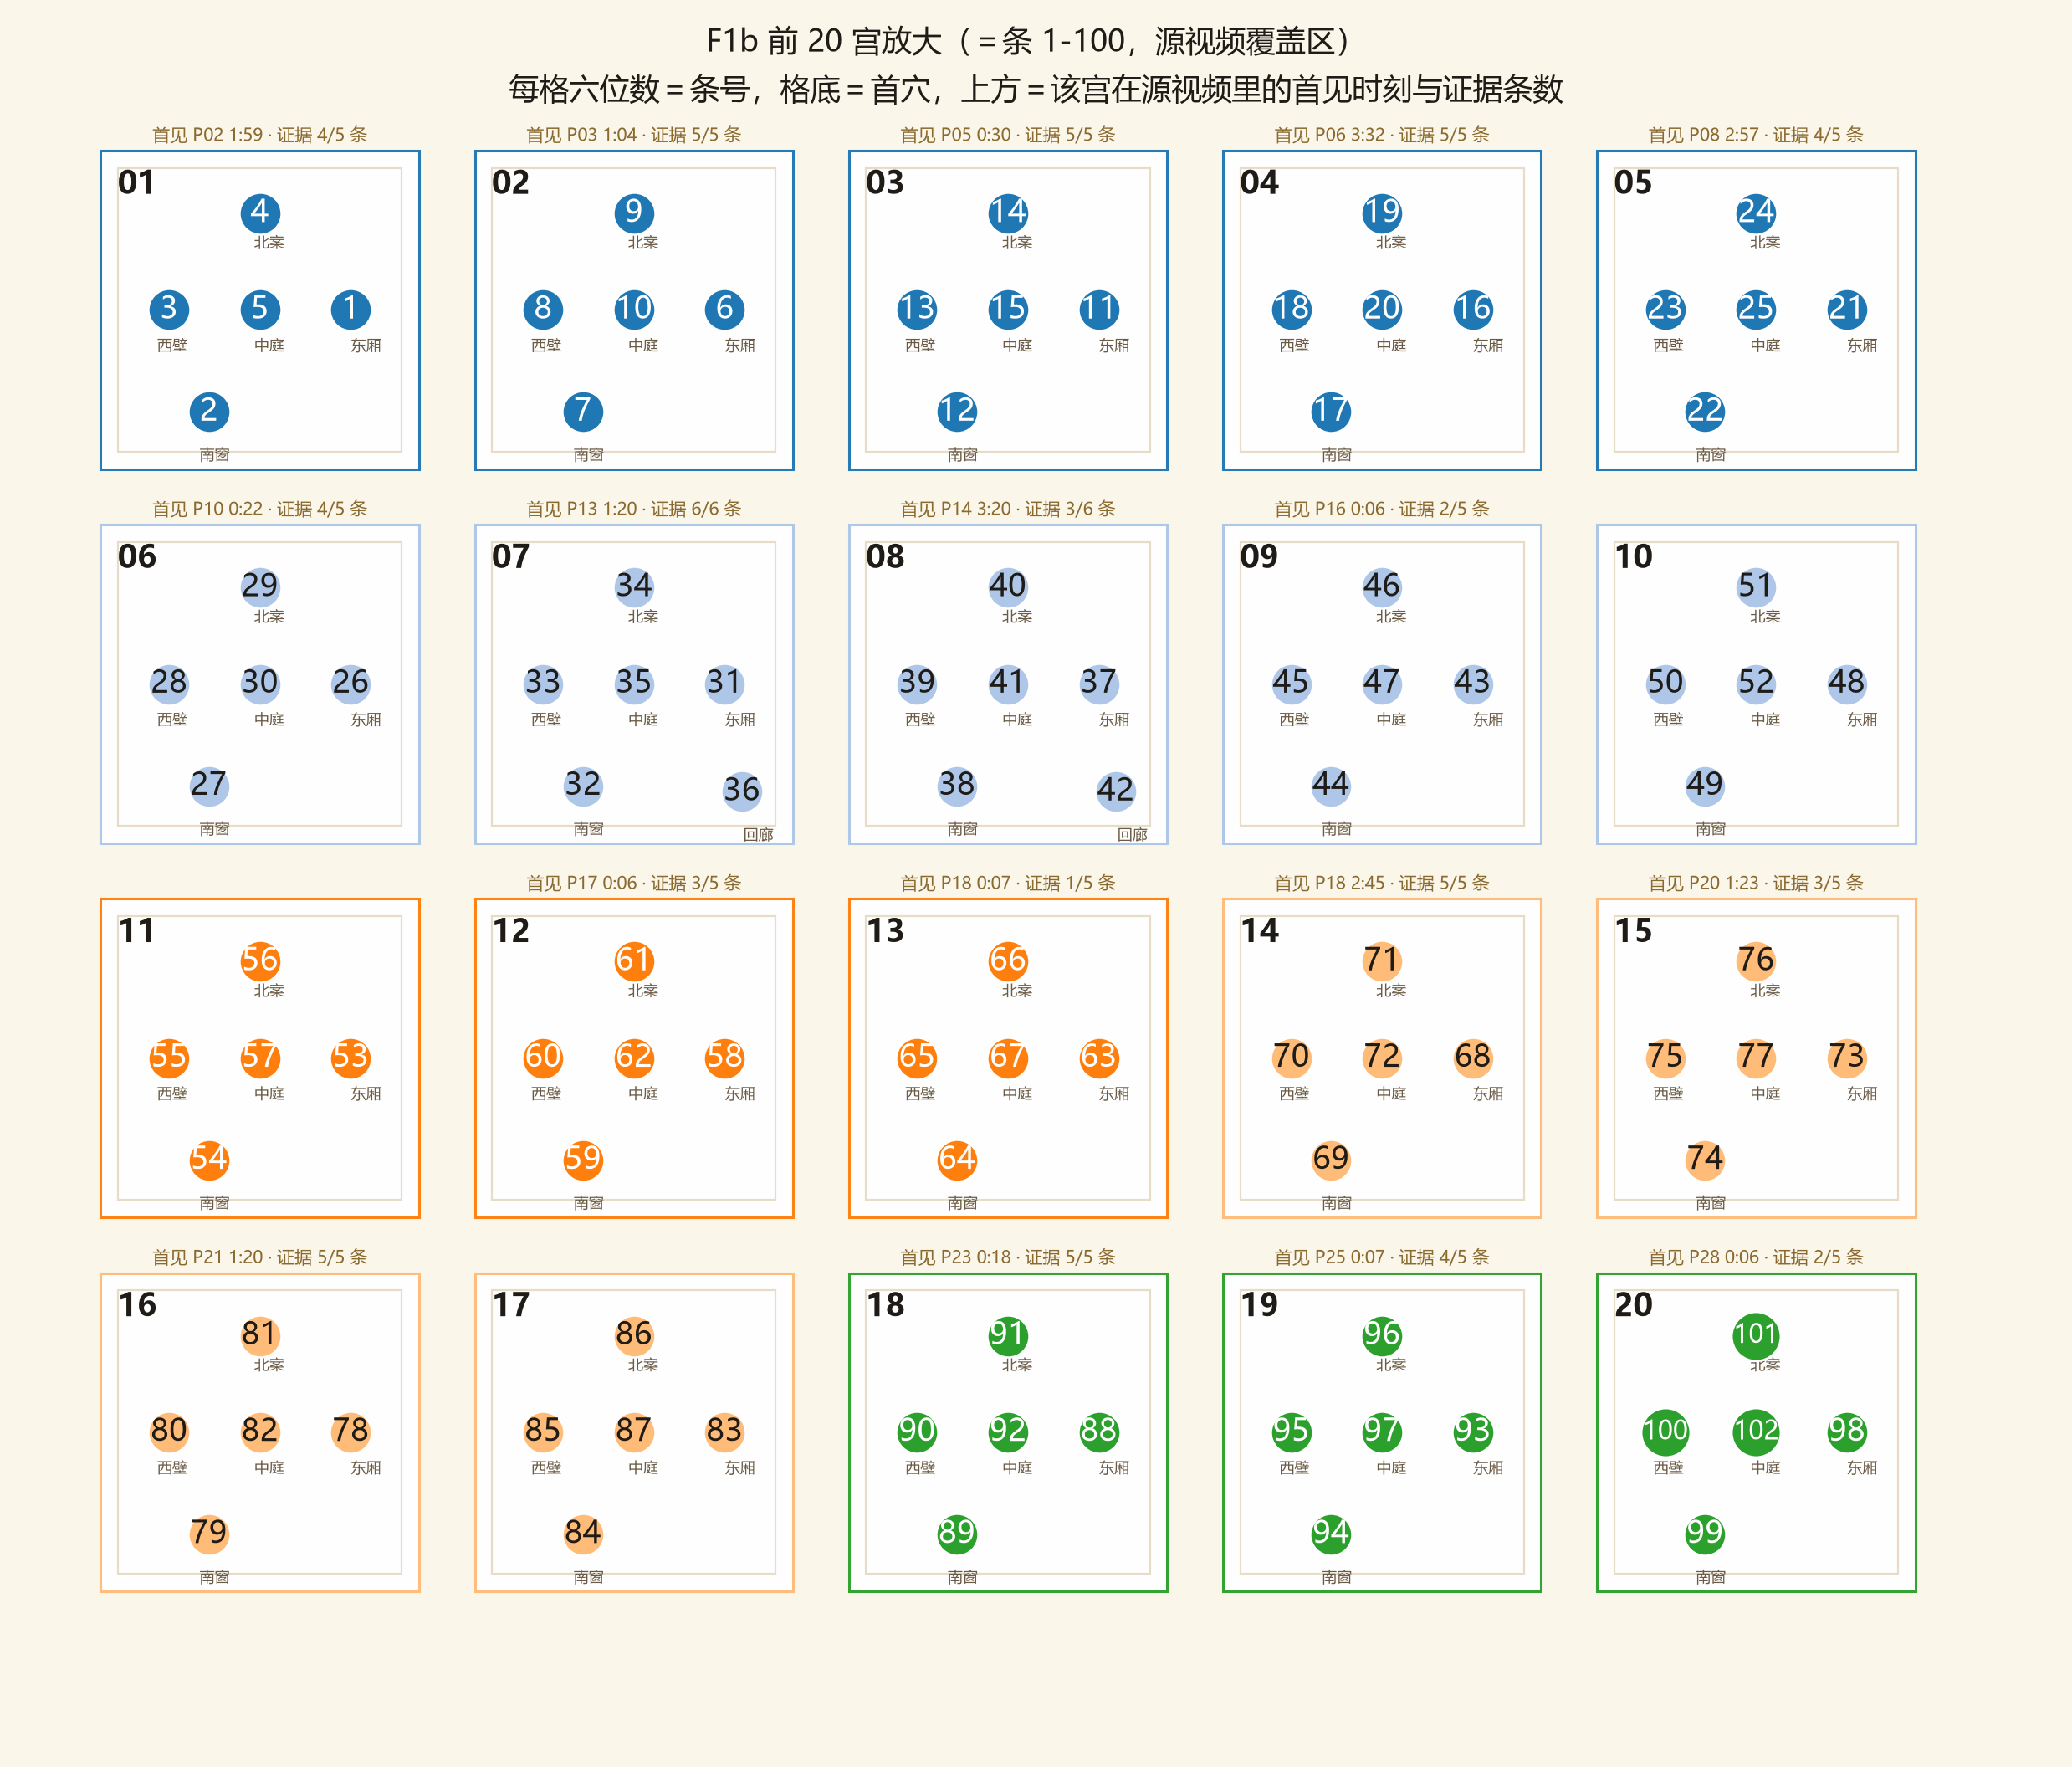 F1b 前 20 宫放大（＝条 1-100，源视频覆盖区）
每格六位数＝条号，格底＝首穴，上方＝该宫在源视频里的首见时刻与证据条数
首见 P02 1:59 · 证据 4/5 条
01
4
北案
3 5 1
西壁 中庭 东厢
2
南窗
首见 P03 1:04 · 证据 5/5 条
02
9
北案
8 10 6
西壁 中庭 东厢
7
南窗
首见 P05 0:30 · 证据 5/5 条
03
14
北案
13 15 11
西壁 中庭 东厢
12
南窗
首见 P06 3:32 · 证据 5/5 条
04
19
北案
18 20 16
西壁 中庭 东厢
17
南窗
首见 P08 2:57 · 证据 4/5 条
05
24
北案
23 25 21
西壁 中庭 东厢
22
南窗
首见 P10 0:22 · 证据 4/5 条
06
29
北案
28 30 26
西壁 中庭 东厢
27
南窗
首见 P13 1:20 · 证据 6/6 条
07
34
北案
33 35 31
西壁 中庭 东厢
32 36
南窗 回廊
首见 P14 3:20 · 证据 3/6 条
08
40
北案
39 41 37
西壁 中庭 东厢
38 42
南窗 回廊
首见 P16 0:06 · 证据 2/5 条
09
46
北案
45 47 43
西壁 中庭 东厢
44
南窗
10
51
北案
50 52 48
西壁 中庭 东厢
49
南窗
11
56
北案
55 57 53
西壁 中庭 东厢
54
南窗
首见 P17 0:06 · 证据 3/5 条
12
61
北案
60 62 58
西壁 中庭 东厢
59
南窗
首见 P18 0:07 · 证据 1/5 条
13
66
北案
65 67 63
西壁 中庭 东厢
64
南窗
首见 P18 2:45 · 证据 5/5 条
14
71
北案
70 72 68
西壁 中庭 东厢
69
南窗
首见 P20 1:23 · 证据 3/5 条
15
76
北案
75 77 73
西壁 中庭 东厢
74
南窗
首见 P21 1:20 · 证据 5/5 条
16
81
北案
80 82 78
西壁 中庭 东厢
79
南窗
17
86
北案
85 87 83
西壁 中庭 东厢
84
南窗
首见 P23 0:18 · 证据 5/5 条
18
91
北案
90 92 88
西壁 中庭 东厢
89
南窗
首见 P25 0:07 · 证据 4/5 条
19
96
北案
95 97 93
西壁 中庭 东厢
94
南窗
首见 P28 0:06 · 证据 2/5 条
20
101
北案
100 102 98
西壁 中庭 东厢
99
南窗